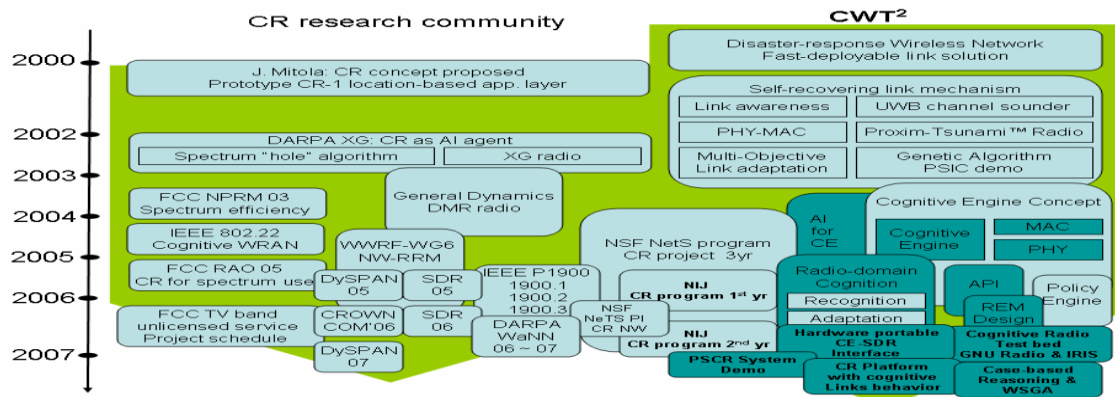 CR research community
CWT²
2000
2002
2003
2004
2005
2006
2007
J. Mitola: CR concept proposed
Prototype CR-1 location-based app. layer
DARPA XG: CR as AI agent
Spectrum "hole" algorithm
XG radio
General Dynamics
DMR radio
FCC NPRM 03
Spectrum efficiency
IEEE 802.22
Cognitive WRAN
FCC RAO 05
CR for spectrum use
FCC TV band
unlicensed service
Project schedule
WWRF-WG6
NW-RRM
DySPAN
05
SDR
05
CROWN
COM'06
SDR
06
DySPAN
07
IEEE P1900
1900.1
1900.2
1900.3
DARPA
WaNN
06 ~ 07
NSF NetS program
CR project 3yr
NIJ
CR program 1st yr
NSF
NeTS PI
CR NW
NIJ
CR program 2nd yr
Disaster-response Wireless Network
Fast-deployable link solution
Self-recovering link mechanism
Link awareness
UWB channel sounder
PHY-MAC
Proxim-Tsunami™ Radio
Multi-Objective
Link adaptation
Genetic Algorithm
PSIC demo
Cognitive Engine Concept
AI
for
CE
Cognitive
Engine
MAC
PHY
Radio-domain
Cognition
Recognition
Adaptation
API
REM
Design
Policy
Engine
Hardware portable
CE-SDR
Interface
Cognitive Radio
Test bed
GNU Radio & IRIS
PSCR System
Demo
CR Platform
with cognitive
Links behavior
Case-based
Reasoning &
WSGA